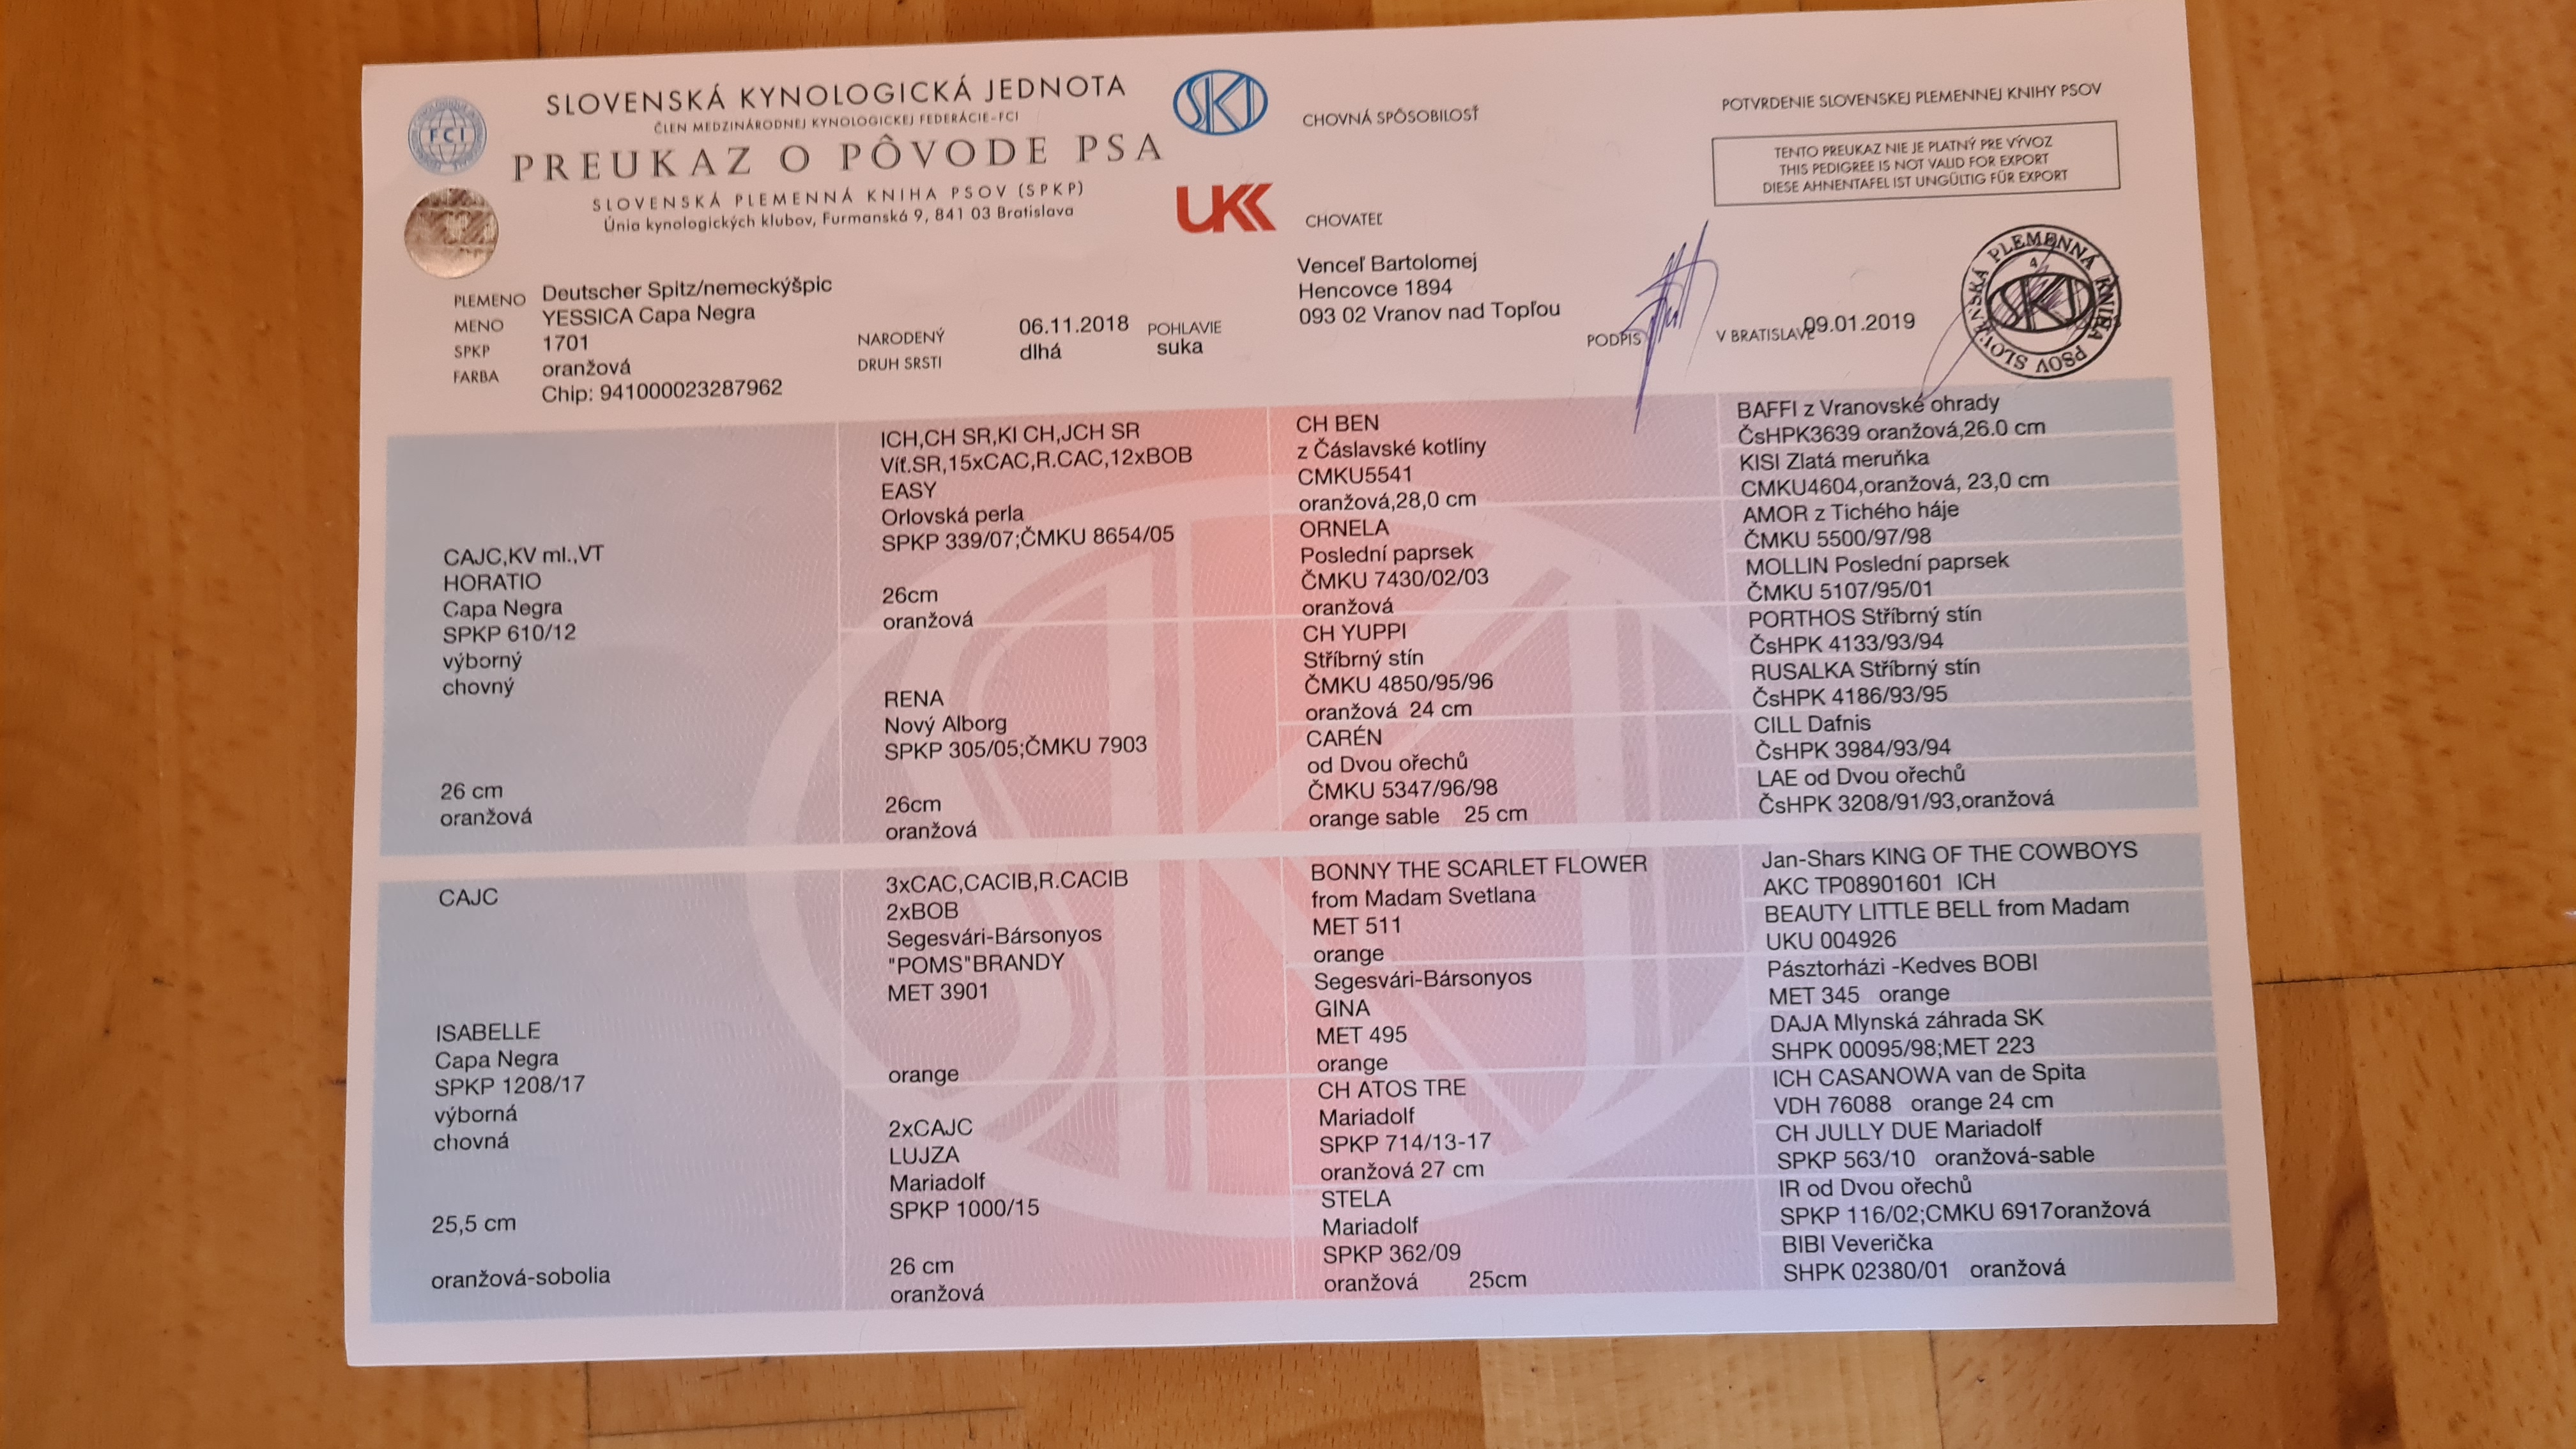 SLOVENSKÁ KYNOLOGICKÁ JEDNOTA
ČLEN MEDZINÁRODNEJ KYNOLOGICKEJ FEDERÁCIE-FCI
PREUKAZ O PÔVODE PSA
SLOVENSKÁ PLEMENNÁ KNIHA PSOV (SPKP)
Únia kynologických klubov, Furmanská 9, 841 03 Bratislava
FCI
SKJ
UKK
CHOVNÁ SPÔSOBILOSŤ
POTVRDENIE SLOVENSKEJ PLEMENNEJ KNIHY PSOV
TENTO PREUKAZ NIE JE PLATNÝ PRE VÝVOZ
THIS PEDIGREE IS NOT VALID FOR EXPORT
DIESE AHNENTAFEL IST UNGÜLTIG FÜR EXPORT
CHOVATEĽ
Venceľ Bartolomej
Hencovce 1894
093 02 Vranov nad Topľou
PODPIS
V BRATISLAVE 09.01.2019
SLOVENSKÁ PLEMENNÁ KNIHA PSOV
4
SKJ
PLEMENO Deutscher Spitz/nemeckýšpic
MENO YESSICA Capa Negra
SPKP 1701
FARBA oranžová
Chip: 941000023287962
NARODENÝ 06.11.2018 POHLAVIE suka
DRUH SRSTI dlhá
CAJC,KV ml.,VT
HORATIO
Capa Negra
SPKP 610/12
výborný
chovný
26 cm
oranžová
ICH,CH SR,KI CH,JCH SR
Víť.SR,15xCAC,R.CAC,12xBOB
EASY
Orlovská perla
SPKP 339/07;ČMKU 8654/05
26cm
oranžová
RENA
Nový Alborg
SPKP 305/05;ČMKU 7903
26cm
oranžová
CH BEN
z Čáslavské kotliny
CMKU5541
oranžová,28,0 cm
ORNELA
Poslední paprsek
ČMKU 7430/02/03
oranžová
CH YUPPI
Stříbrný stín
ČMKU 4850/95/96
oranžová 24 cm
CARÉN
od Dvou ořechů
ČMKU 5347/96/98
orange sable 25 cm
BAFFI z Vranovské ohrady
ČsHPK3639 oranžová,26.0 cm
KISI Zlatá meruňka
CMKU4604,oranžová, 23,0 cm
AMOR z Tichého háje
ČMKU 5500/97/98
MOLLIN Poslední paprsek
ČMKU 5107/95/01
PORTHOS Stříbrný stín
ČsHPK 4133/93/94
RUSALKA Stříbrný stín
ČsHPK 4186/93/95
CILL Dafnis
ČsHPK 3984/93/94
LAE od Dvou ořechů
ČsHPK 3208/91/93,oranžová
CAJC
ISABELLE
Capa Negra
SPKP 1208/17
výborná
chovná
25,5 cm
oranžová-sobolia
3xCAC,CACIB,R.CACIB
2xBOB
Segesvári-Bársonyos
"POMS"BRANDY
MET 3901
orange
2xCAJC
LUJZA
Mariadolf
SPKP 1000/15
26 cm
oranžová
BONNY THE SCARLET FLOWER
from Madam Svetlana
MET 511
orange
Segesvári-Bársonyos
GINA
MET 495
orange
CH ATOS TRE
Mariadolf
SPKP 714/13-17
oranžová 27 cm
STELA
Mariadolf
SPKP 362/09
oranžová 25cm
Jan-Shars KING OF THE COWBOYS
AKC TP08901601 ICH
BEAUTY LITTLE BELL from Madam
UKU 004926
Pásztorházi -Kedves BOBI
MET 345 orange
DAJA Mlynská záhrada SK
SHPK 00095/98;MET 223
ICH CASANOWA van de Spita
VDH 76088 orange 24 cm
CH JULLY DUE Mariadolf
SPKP 563/10 oranžová-sable
IR od Dvou ořechů
SPKP 116/02;CMKU 6917oranžová
BIBI Veverička
SHPK 02380/01 oranžová